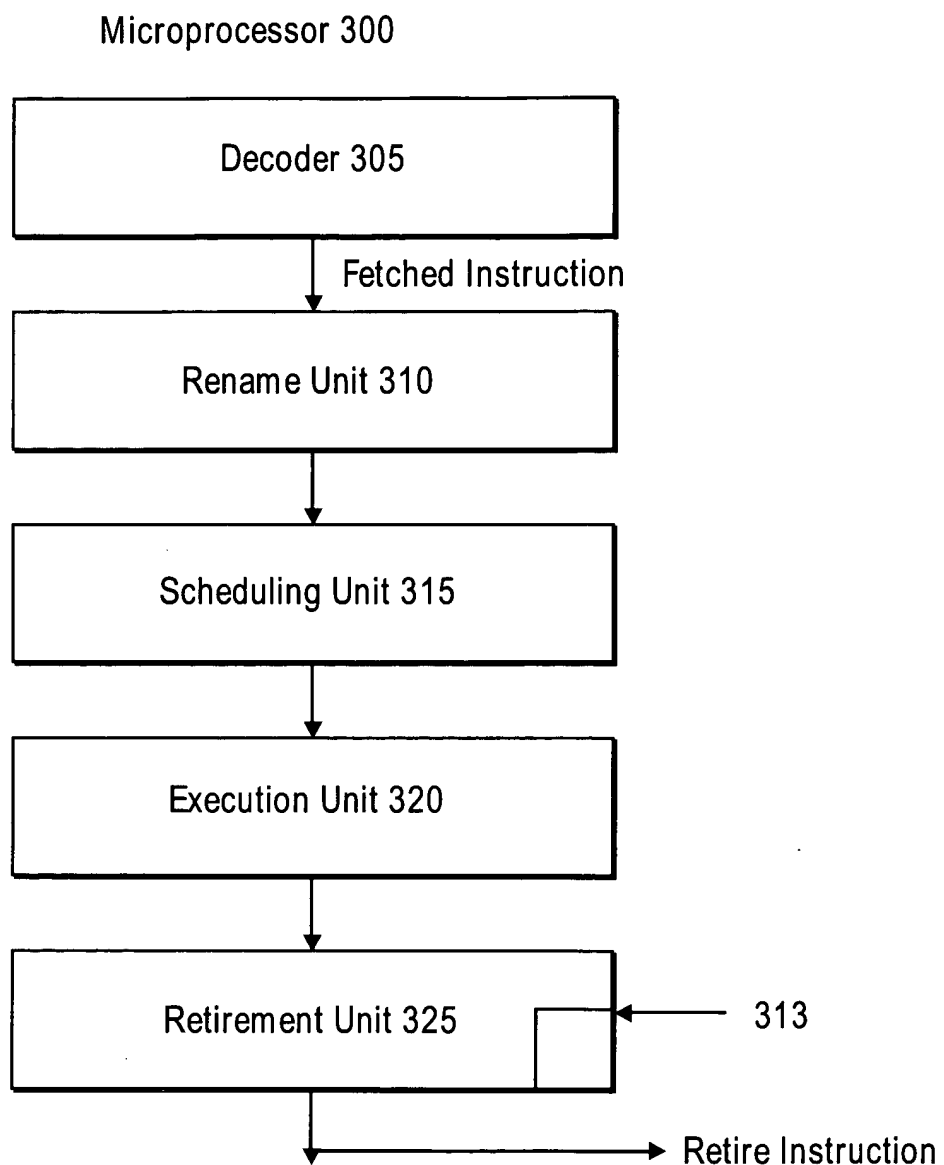 Microprocessor 300
Decoder 305
Fetched Instruction
Rename Unit 310
Scheduling Unit 315
Execution Unit 320
Retirement Unit 325
313
Retire Instruction